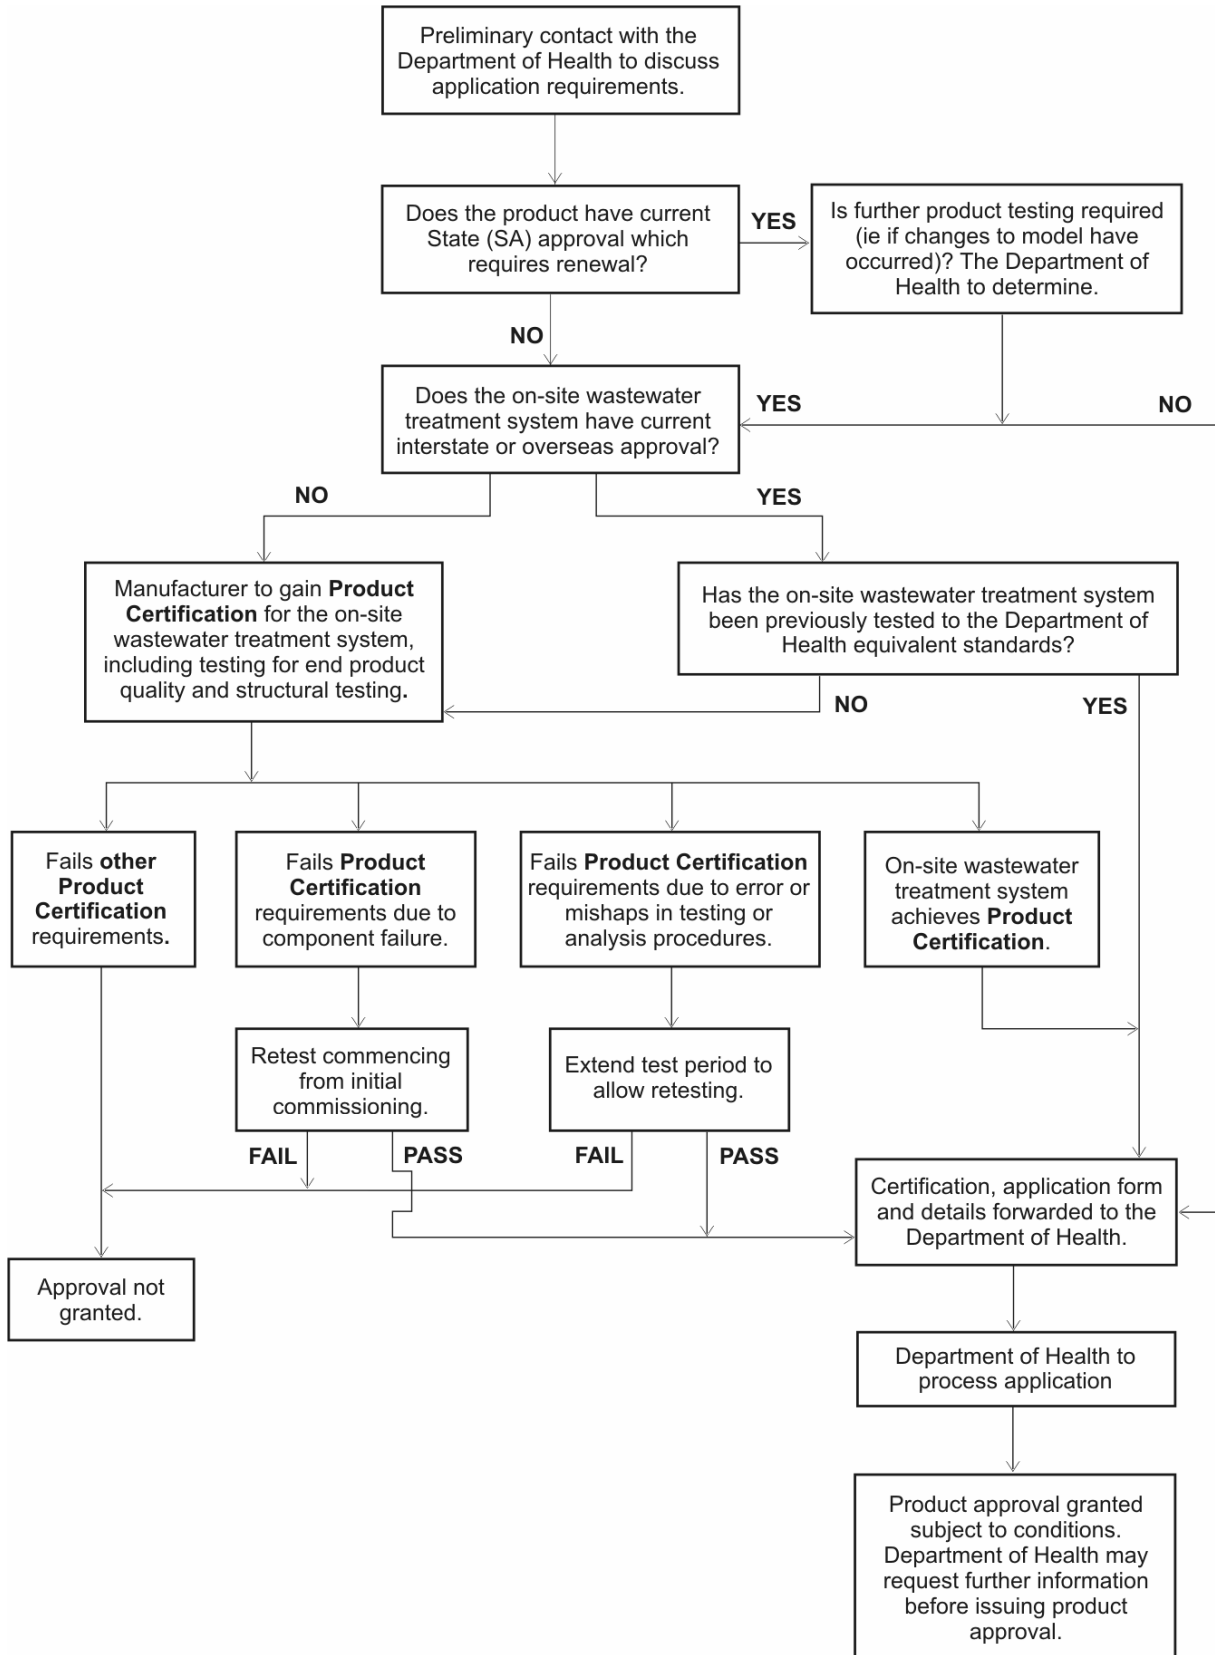 Preliminary contact with the
Department of Health to discuss
application requirements.
Does the product have current
State (SA) approval which
requires renewal?
YES
Is further product testing required
(ie if changes to model have
occurred)? The Department of
Health to determine.
NO
Does the on-site wastewater
treatment system have current
interstate or overseas approval?
YES
NO
NO
YES
Manufacturer to gain Product
Certification for the on-site
wastewater treatment system,
including testing for end product
quality and structural testing.
Has the on-site wastewater treatment system
been previously tested to the Department of
Health equivalent standards?
NO
YES
Fails other
Product
Certification
requirements.
Fails Product
Certification
requirements due to
component failure.
Fails Product Certification
requirements due to error or
mishaps in testing or
analysis procedures.
On-site wastewater
treatment system
achieves Product
Certification.
Retest commencing
from initial
commissioning.
Extend test period to
allow retesting.
FAIL
PASS
FAIL
PASS
Certification, application form
and details forwarded to the
Department of Health.
Approval not
granted.
Department of Health to
process application
Product approval granted
subject to conditions.
Department of Health may
request further information
before issuing product
approval.